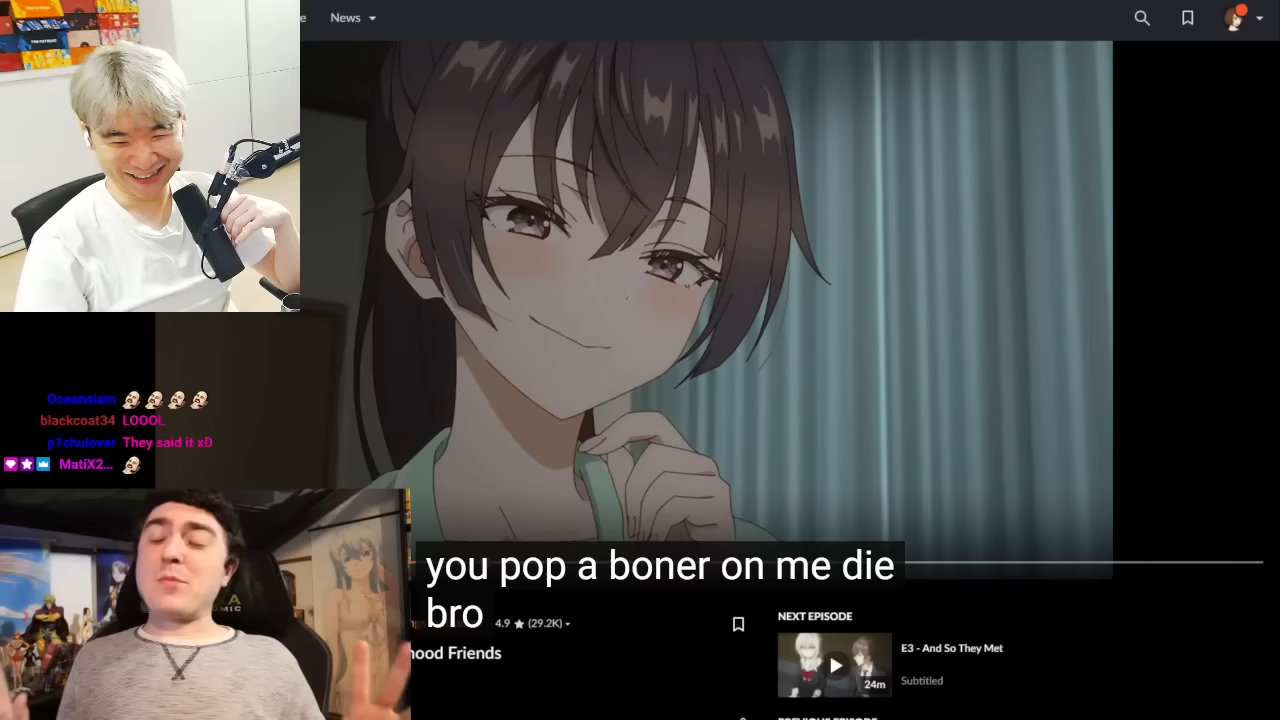 e News
Oceanslam
blackcoat34 LOOOL
p1chulover They said it xD
MatiX2...
you pop a boner on me die
bro
4.9 ★ (29.2K)
hood Friends
NEXT EPISODE
E3 - And So They Met
24m
Subtitled